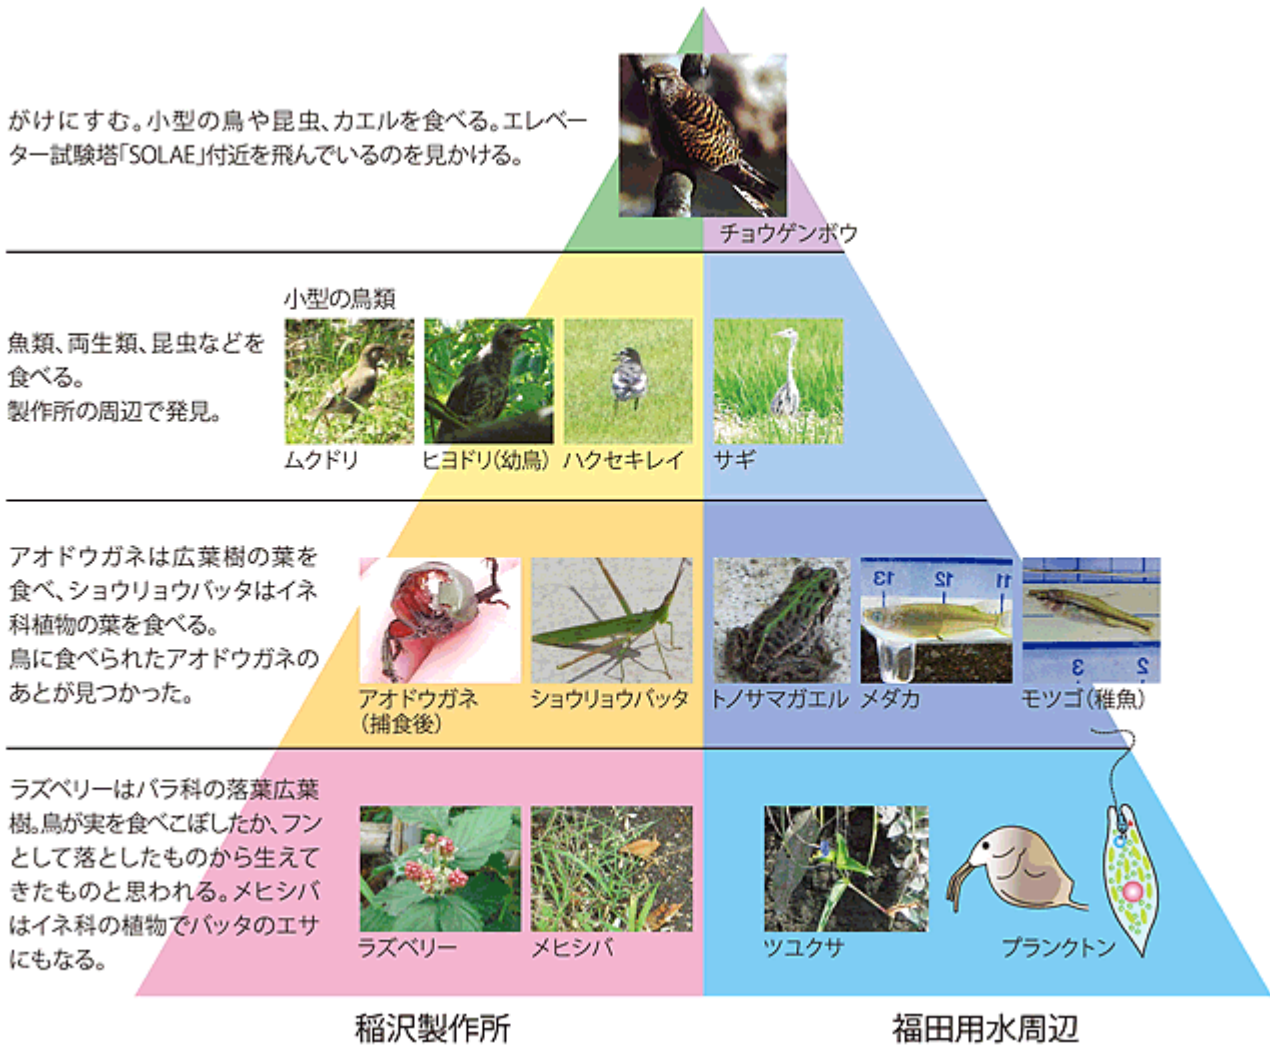 がけにすむ。小型の鳥や昆虫、カエルを食べる。エレベー
ター試験塔「SOLAE」付近を飛んでいるのを見かける。
チョウゲンボウ
小型の鳥類
魚類、両生類、昆虫などを
食べる。
製作所の周辺で発見。
ムクドリ
ヒヨドリ(幼鳥)
ハクセキレイ
サギ
アオドウガネは広葉樹の葉を
食べ、ショウリョウバッタはイネ
科植物の葉を食べる。
鳥に食べられたアオドウガネの
あとが見つかった。
13 12 11
3 2
アオドウガネ
(捕食後)
ショウリョウバッタ
トノサマガエル
メダカ
モツゴ(稚魚)
ラズベリーはバラ科の落葉広葉
樹。鳥が実を食べこぼしたか、フン
として落としたものから生えて
きたものと思われる。メヒシバ
はイネ科の植物でバッタのエサ
にもなる。
ラズベリー
メヒシバ
ツユクサ
プランクトン
稲沢製作所
福田用水周辺